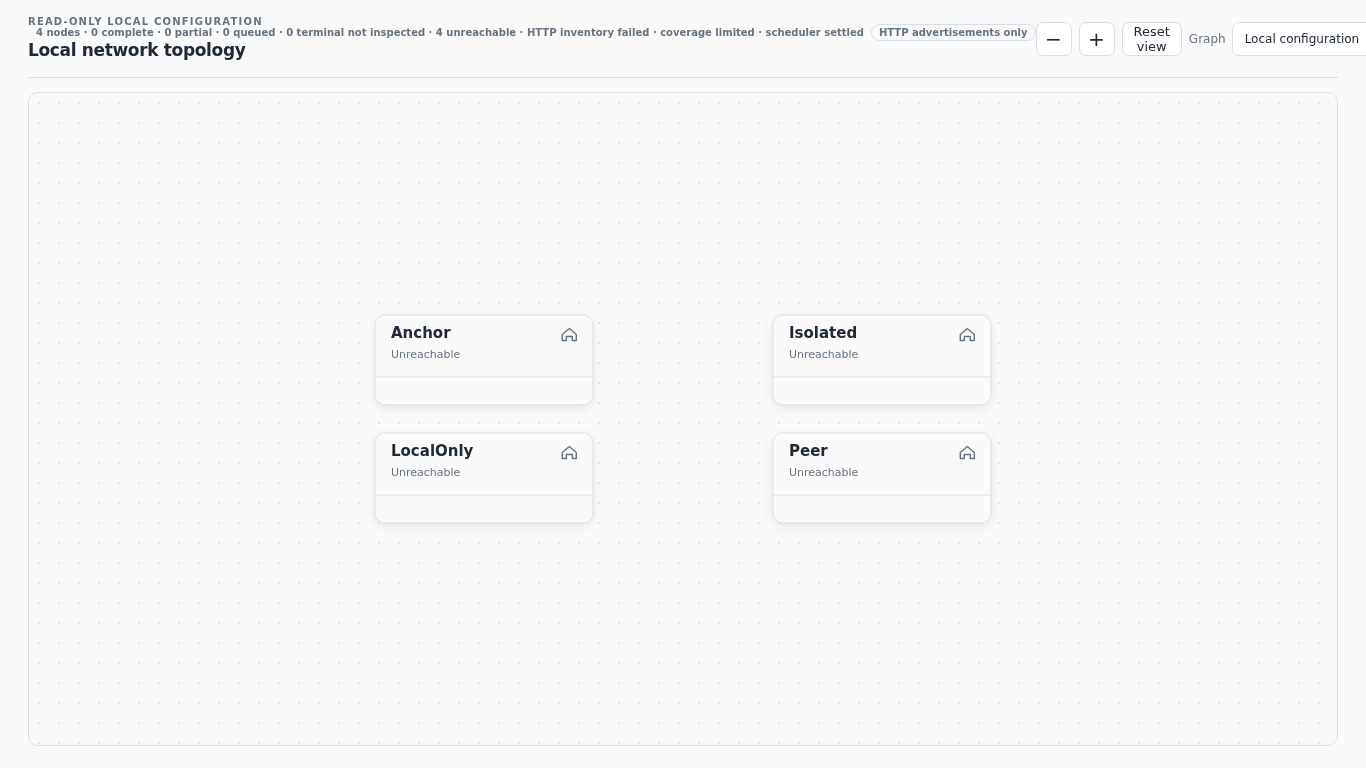 READ-ONLY LOCAL CONFIGURATION
4 nodes · 0 complete · 0 partial · 0 queued · 0 terminal not inspected · 4 unreachable · HTTP inventory failed · coverage limited · scheduler settled
HTTP advertisements only
Local network topology
−
+
Reset
view
Graph
Local configuration
Anchor
Unreachable
Isolated
Unreachable
LocalOnly
Unreachable
Peer
Unreachable